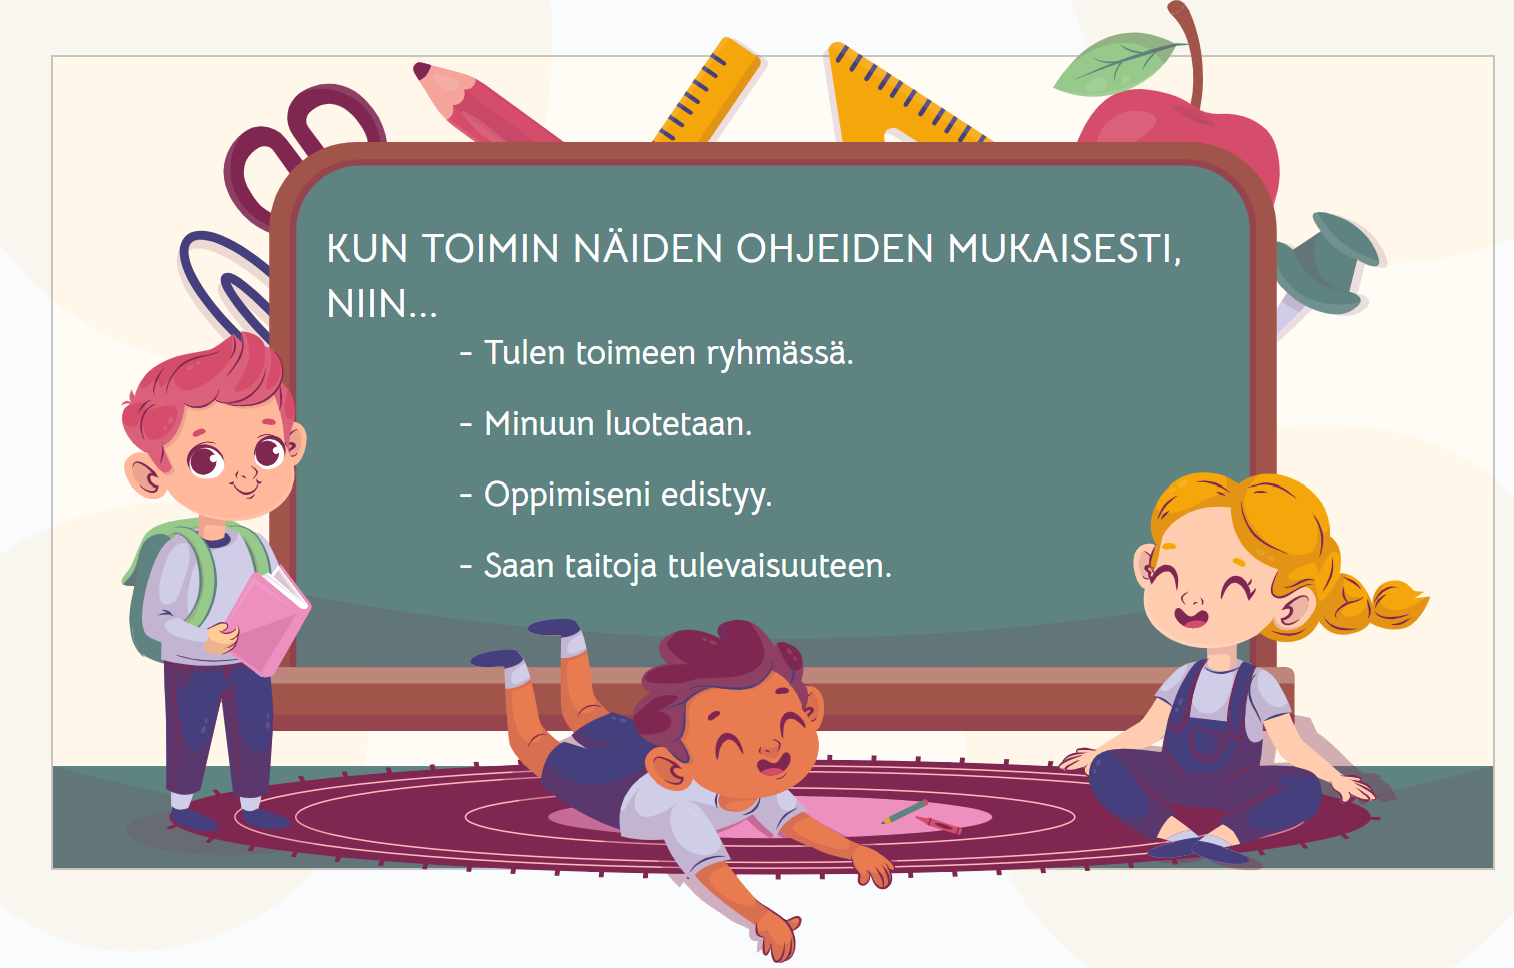 KUN TOIMIN NÄIDEN OHJEIDEN MUKAISESTI,
NIIN...
- Tulen toimeen ryhmässä.
- Minuun luotetaan.
- Oppimiseni edistyy.
- Saan taitoja tulevaisuuteen.